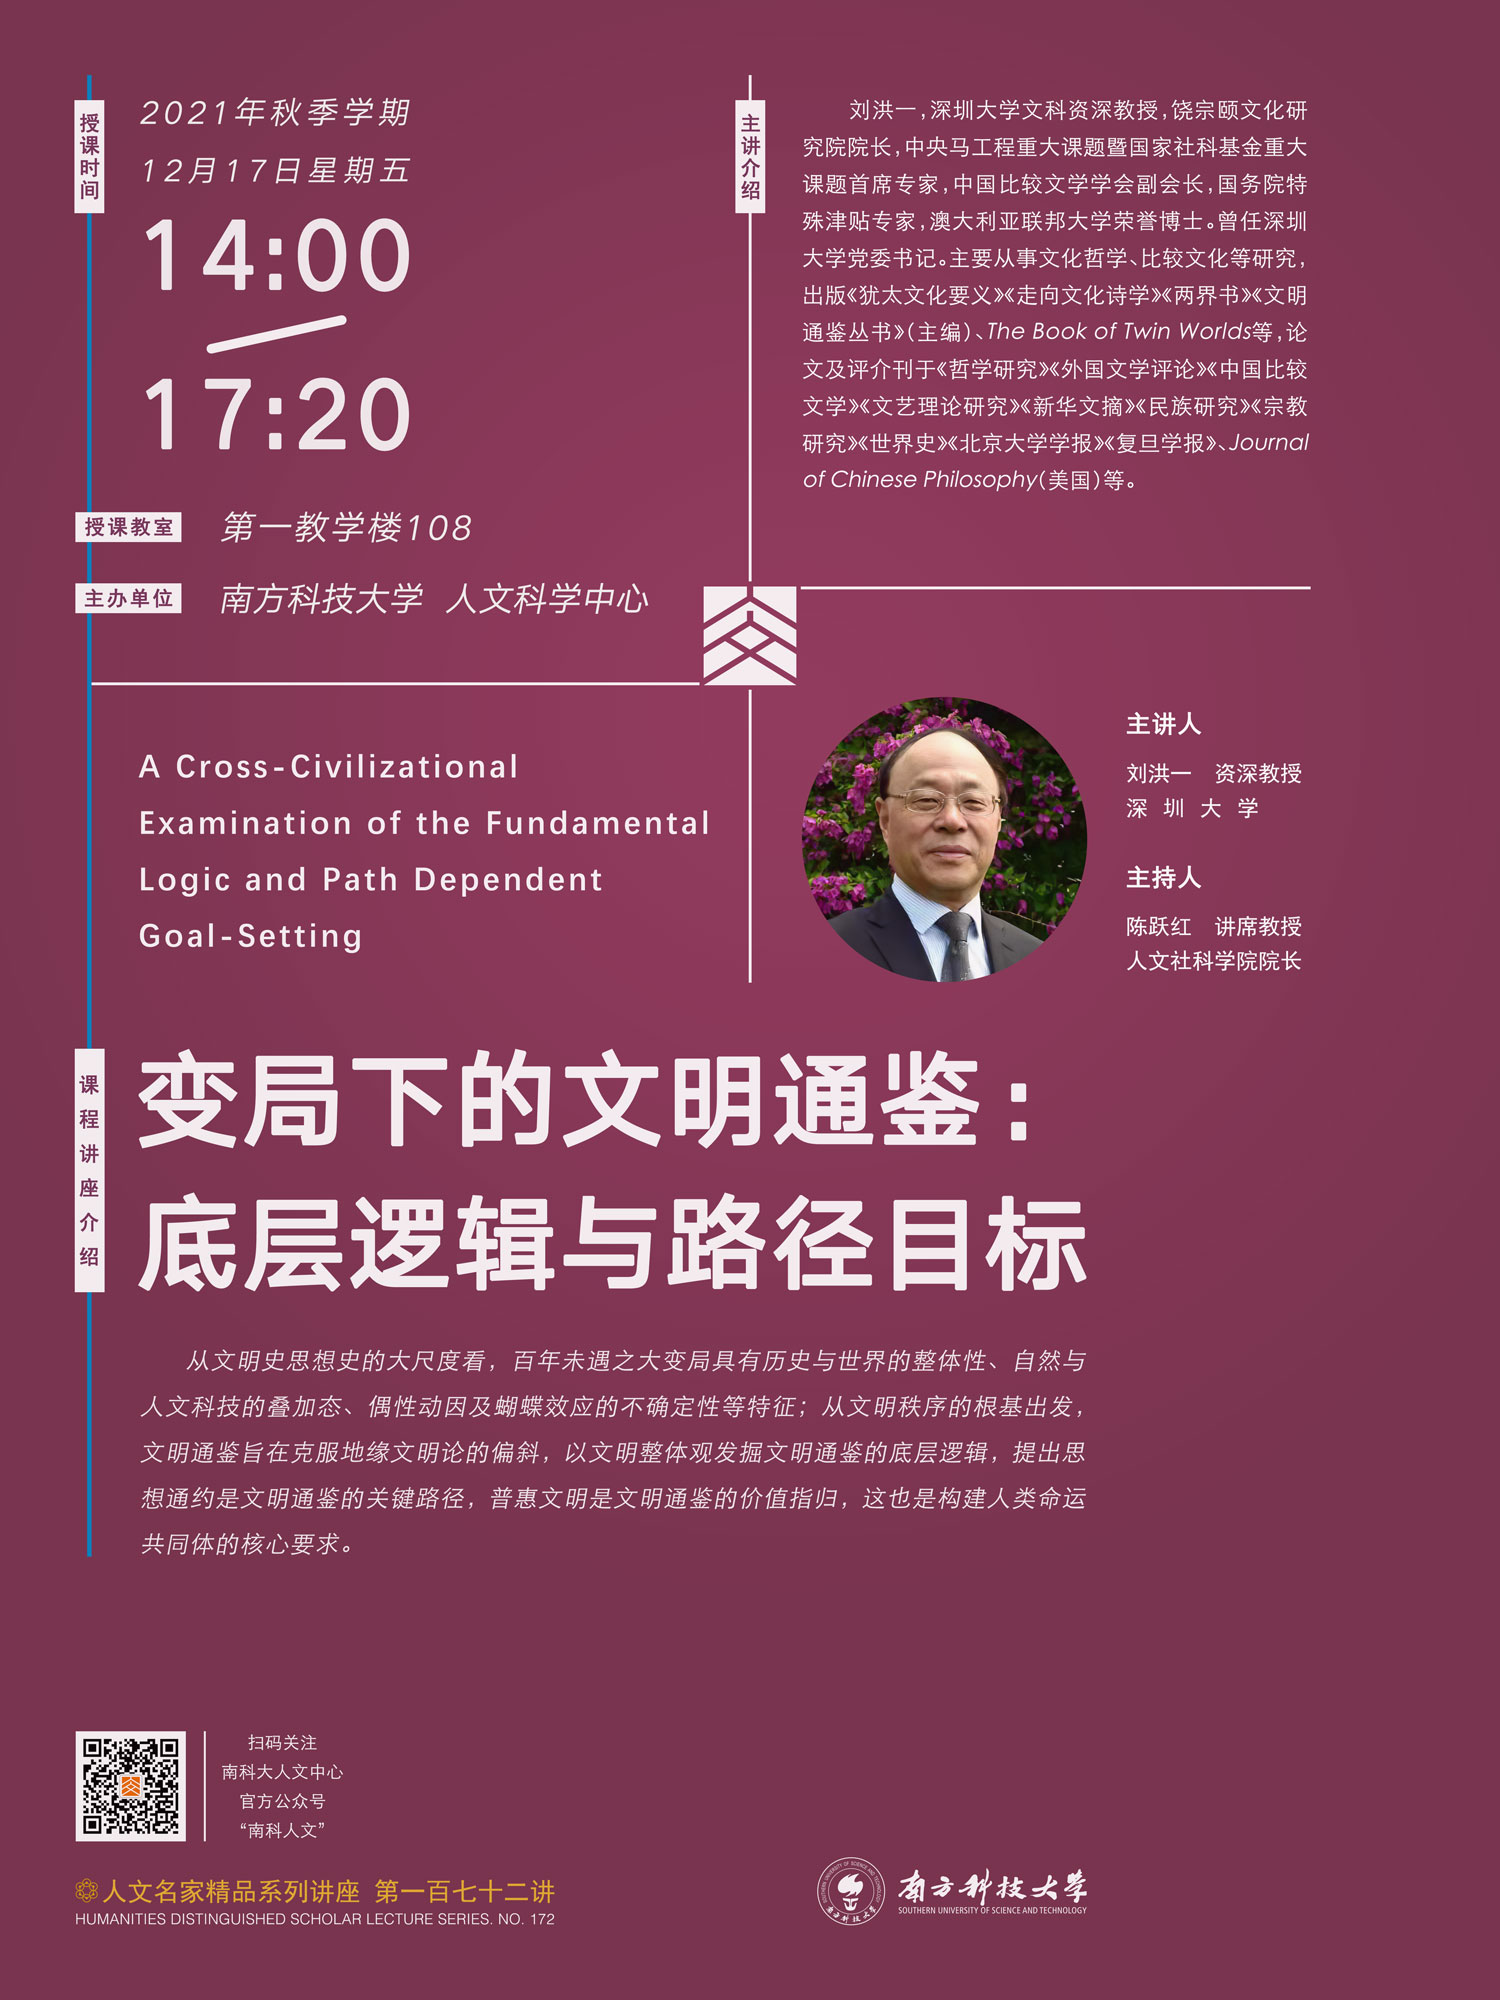 授课时间
2021年秋季学期
12月17日星期五
14:00
17:20
授课教室
第一教学楼108
主办单位
南方科技大学 人文科学中心
主讲介绍
刘洪一，深圳大学文科资深教授，饶宗颐文化研
究院院长，中央马工程重大课题暨国家社科基金重大
课题首席专家，中国比较文学学会副会长，国务院特
殊津贴专家，澳大利亚联邦大学荣誉博士。曾任深圳
大学党委书记。主要从事文化哲学、比较文化等研究，
出版《犹太文化要义》《走向文化诗学》《两界书》《文明
通鉴丛书》（主编）、The Book of Twin Worlds等，论
文及评介刊于《哲学研究》《外国文学评论》《中国比较
文学》《文艺理论研究》《新华文摘》《民族研究》《宗教
研究》《世界史》《北京大学学报》《复旦学报》、Journal
of Chinese Philosophy（美国）等。
A Cross-Civilizational
Examination of the Fundamental
Logic and Path Dependent
Goal-Setting
主讲人
刘洪一 资深教授
深圳大学
主持人
陈跃红 讲席教授
人文社科学院院长
课程讲座介绍
变局下的文明通鉴：
底层逻辑与路径目标
从文明史思想史的大尺度看，百年未遇之大变局具有历史与世界的整体性、自然与
人文科技的叠加态、偶性动因及蝴蝶效应的不确定性等特征；从文明秩序的根基出发，
文明通鉴旨在克服地缘文明论的偏斜，以文明整体观发掘文明通鉴的底层逻辑，提出思
想通约是文明通鉴的关键路径，普惠文明是文明通鉴的价值指归，这也是构建人类命运
共同体的核心要求。
扫码关注
南科大人文中心
官方公众号
“南科人文”
人文名家精品系列讲座 第一百七十二讲
HUMANITIES DISTINGUISHED SCHOLAR LECTURE SERIES. NO. 172
SOUTHERN UNIVERSITY OF SCIENCE AND TECHNOLOGY
南方科技大学
南方科技大学
SOUTHERN UNIVERSITY OF SCIENCE AND TECHNOLOGY